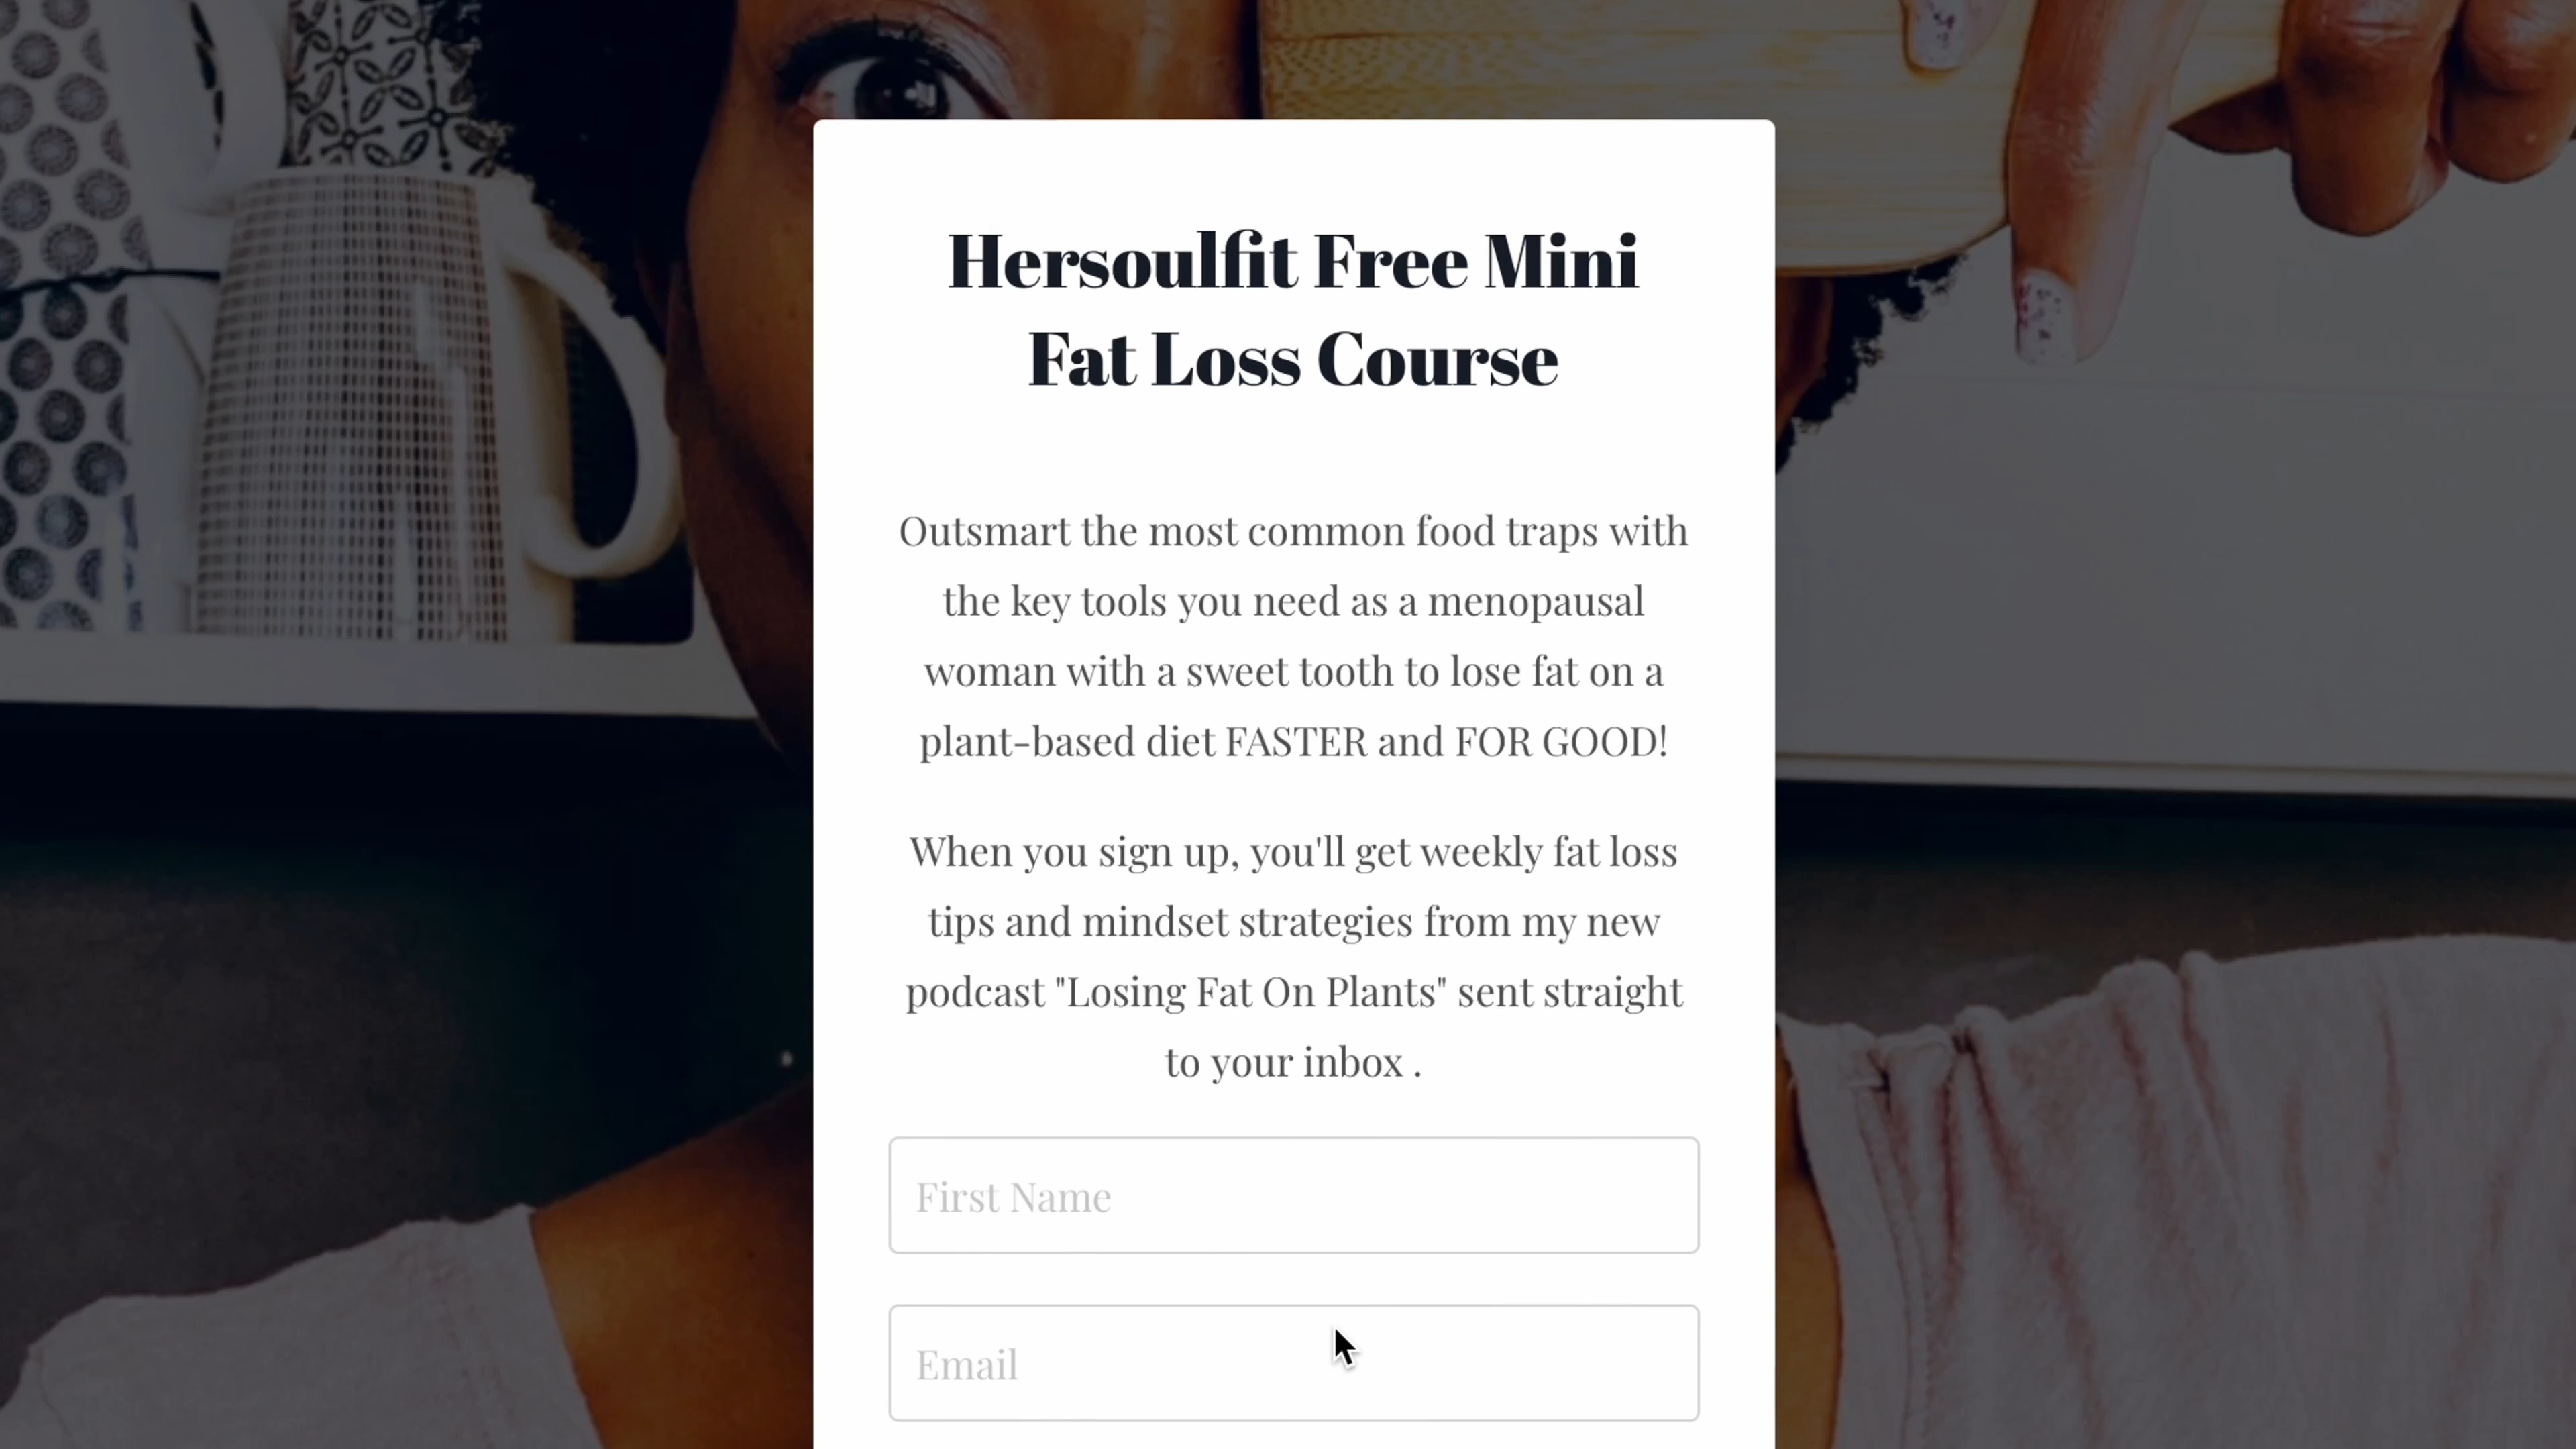 Hersoulfit Free Mini
Fat Loss Course
Outsmart the most common food traps with
the key tools you need as a menopausal
woman with a sweet tooth to lose fat on a
plant-based diet FASTER and FOR GOOD!
When you sign up, you'll get weekly fat loss
tips and mindset strategies from my new
podcast "Losing Fat On Plants" sent straight
to your inbox .
First Name
Email